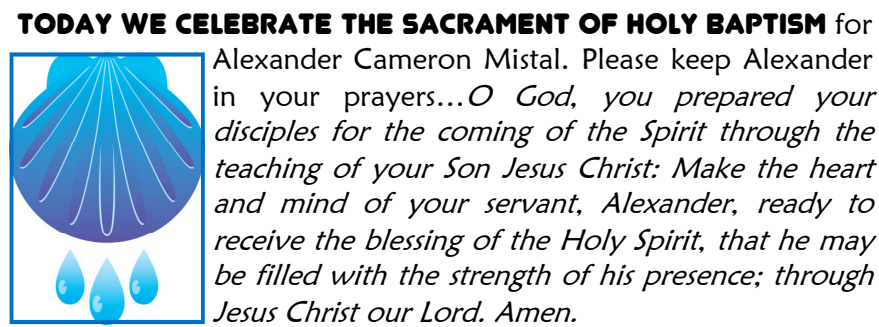 TODAY WE CELEBRATE THE SACRAMENT OF HOLY BAPTISM for
Alexander Cameron Mistal. Please keep Alexander
in your prayers…O God, you prepared your
disciples for the coming of the Spirit through the
teaching of your Son Jesus Christ: Make the heart
and mind of your servant, Alexander, ready to
receive the blessing of the Holy Spirit, that he may
be filled with the strength of his presence; through
Jesus Christ our Lord. Amen.